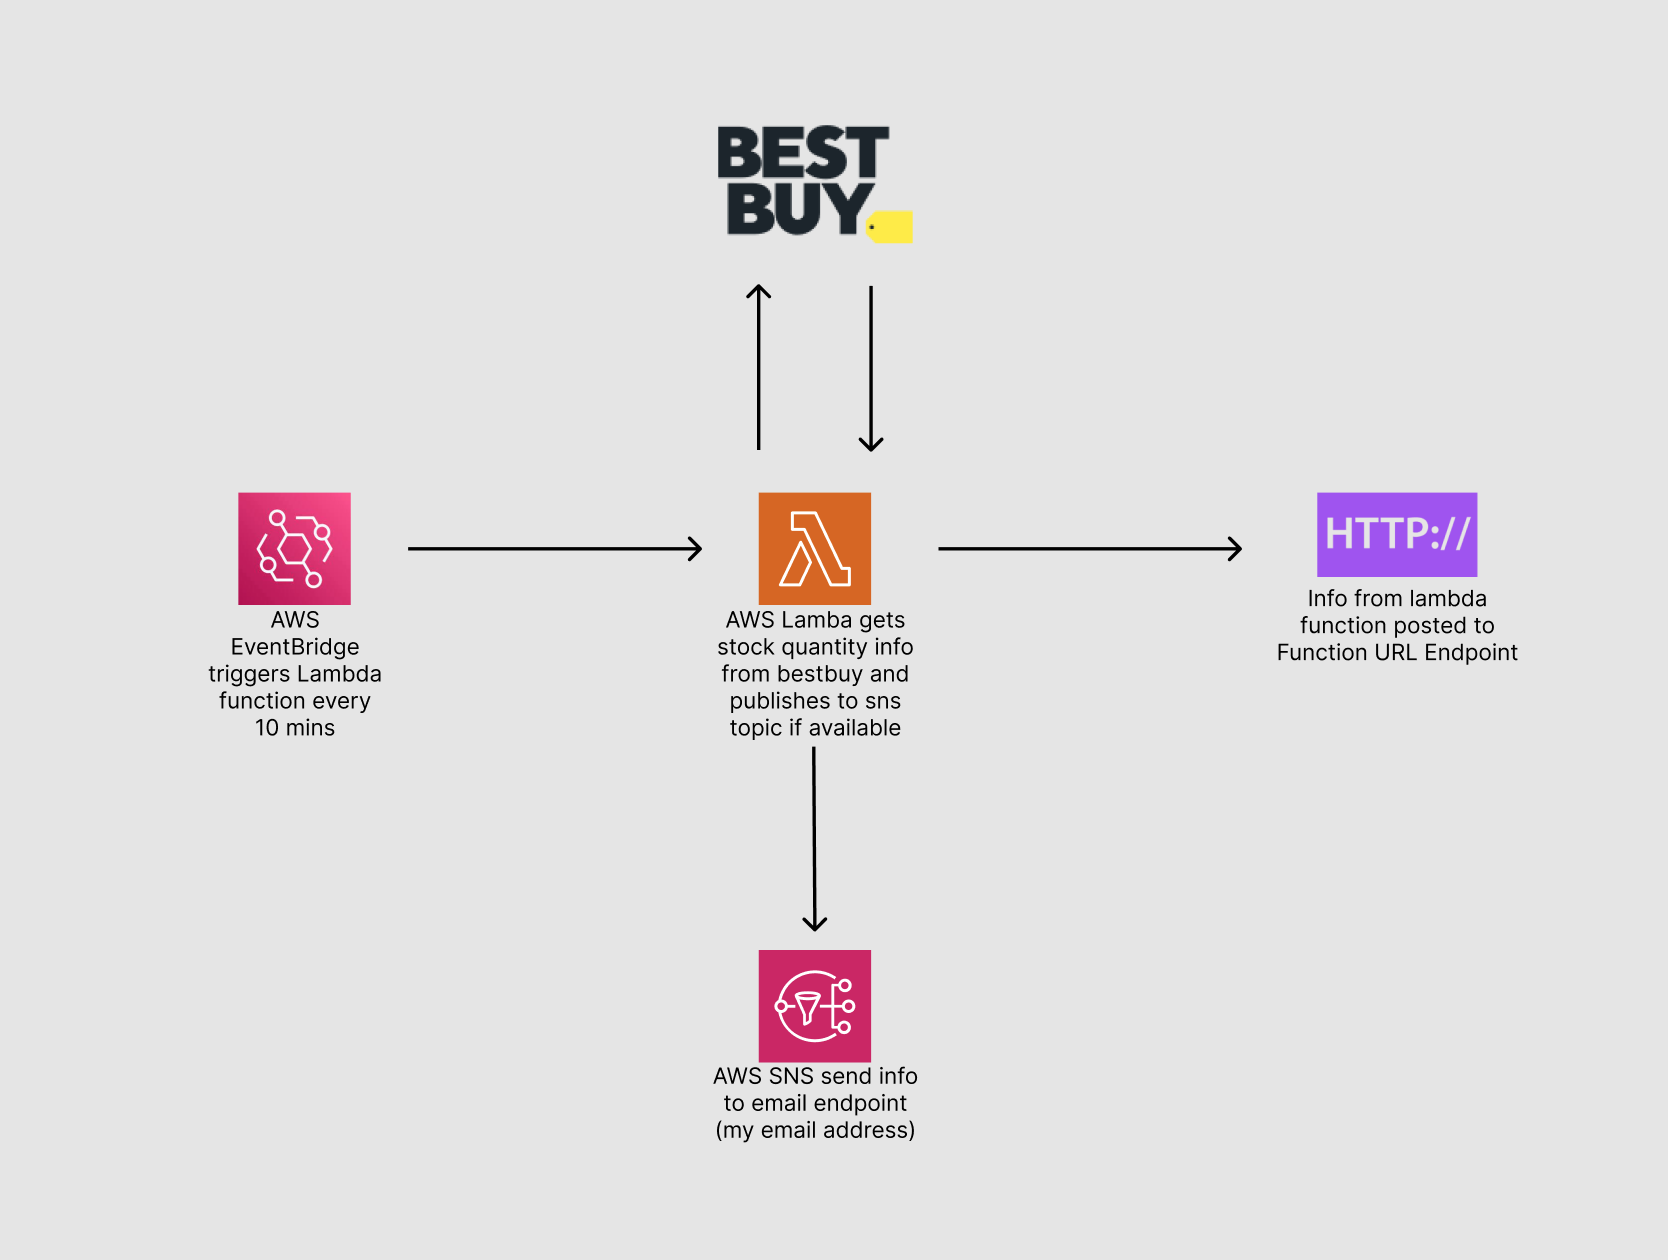 BEST
BUY
HTTP://
AWS
EventBridge
triggers Lambda
function every
10 mins
AWS Lamba gets
stock quantity info
from bestbuy and
publishes to sns
topic if available
Info from lambda
function posted to
Function URL Endpoint
AWS SNS send info
to email endpoint
(my email address)